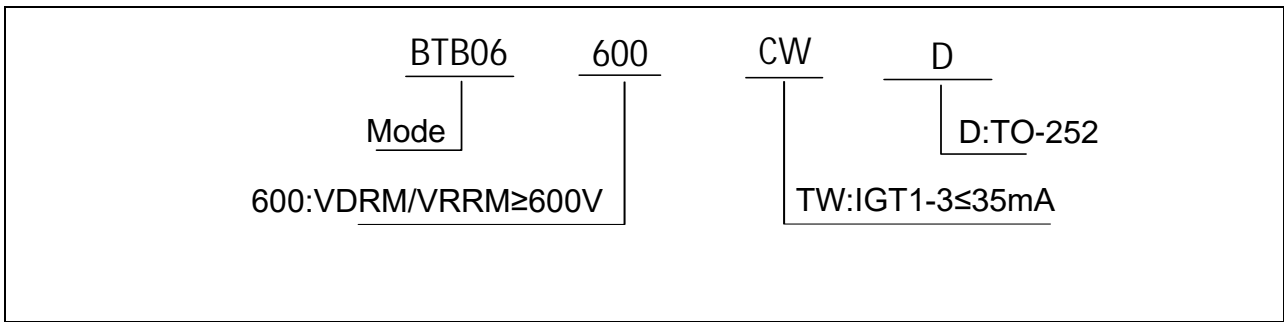 BTB06 600 CW D
Mode D:TO-252
600:VDRM/VRRM≥600V TW:IGT1-3≤35mA